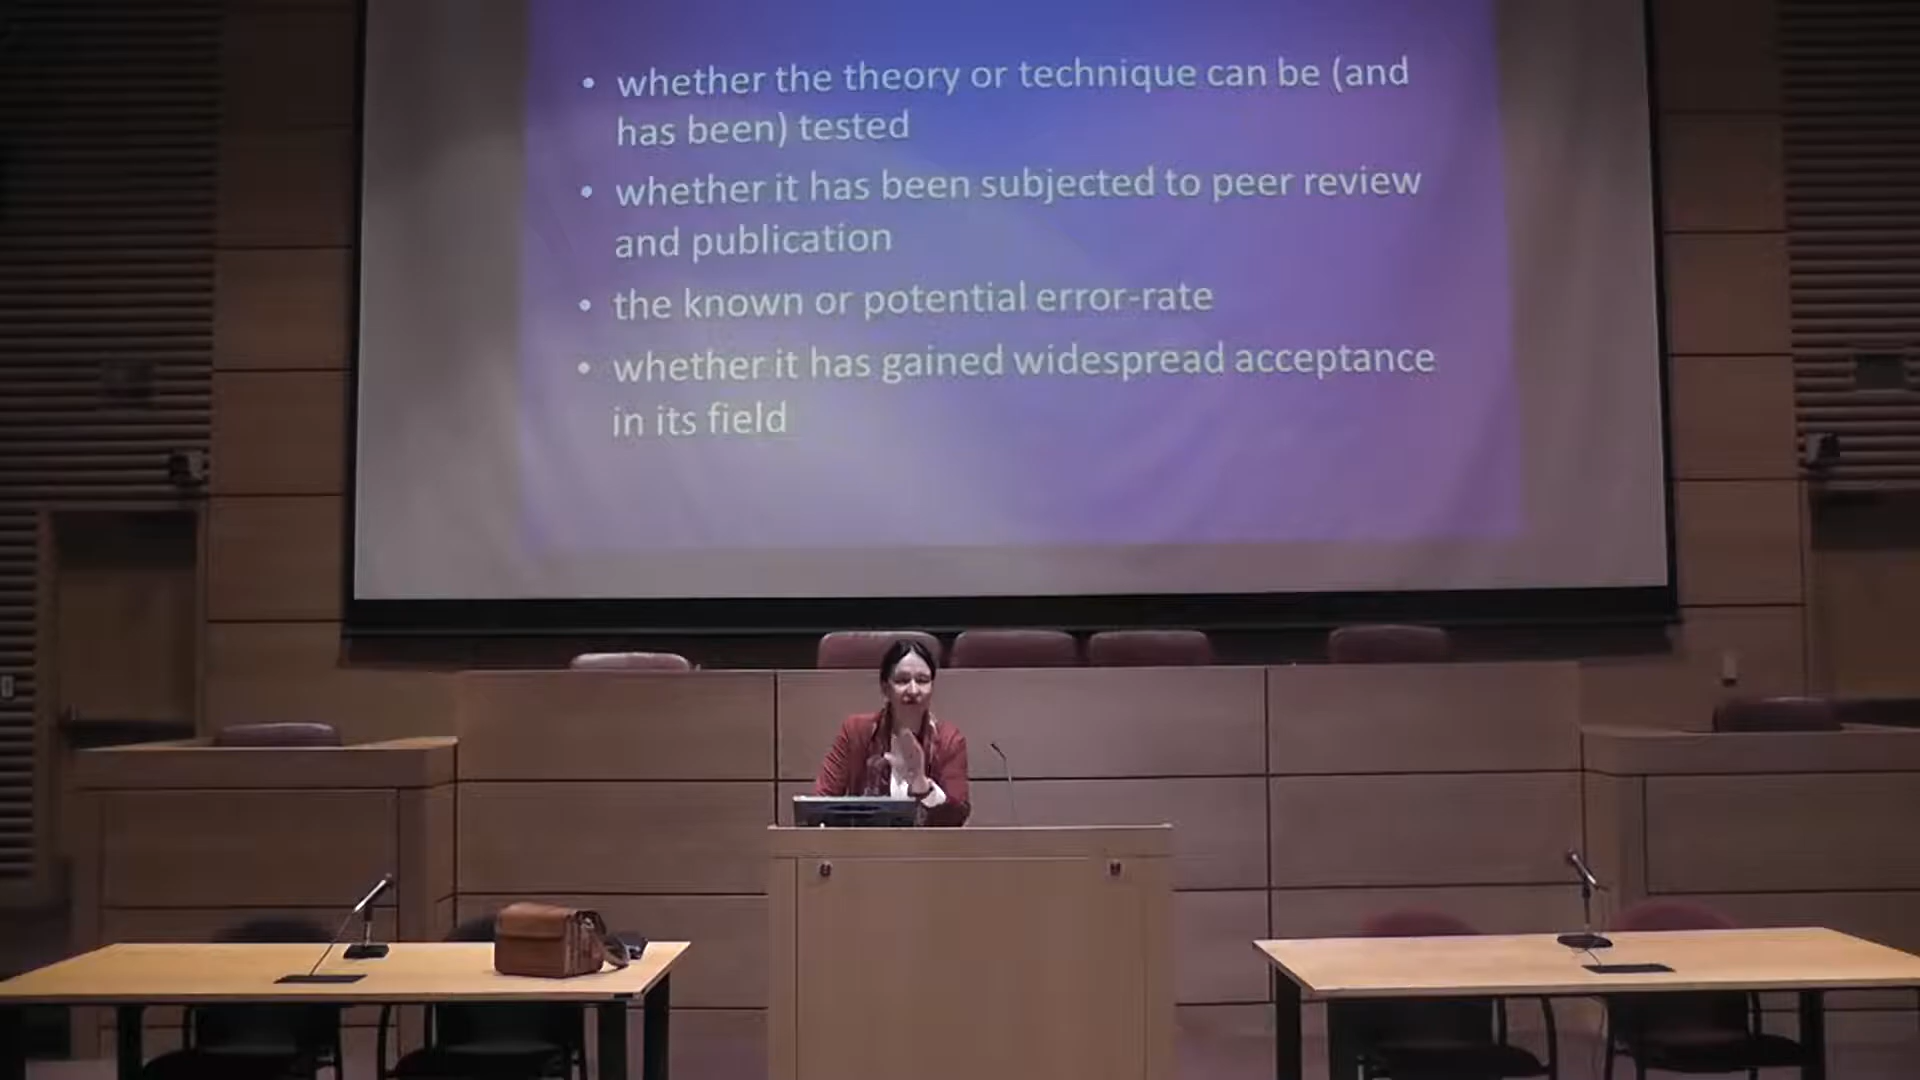 • whether the theory or technique can be (and
has been) tested
• whether it has been subjected to peer review
and publication
• the known or potential error-rate
• whether it has gained widespread acceptance
in its field